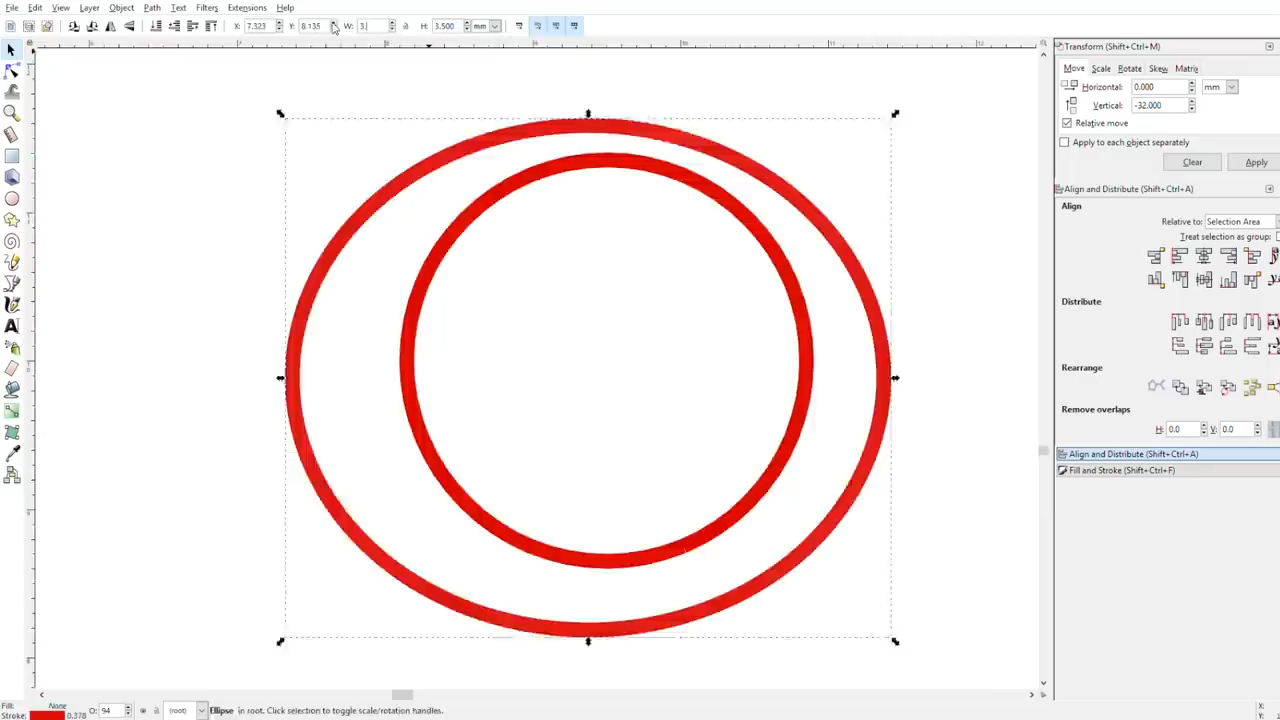 File Edit View Layer Object Path Text Filters Extensions Help
X: 7.323 Y: 8.135 W: 3. H: 3.500 mm
Transform (Shift+Ctrl+M)
Move Scale Rotate Skew Matrix
Horizontal: 0.000 mm
Vertical: -32.000
Relative move
Apply to each object separately
Clear Apply
Align and Distribute (Shift+Ctrl+A)
Align
Relative to: Selection Area
Treat selection as group:
Distribute
Rearrange
Remove overlaps
H: 0.0 V: 0.0
Align and Distribute (Shift+Ctrl+A)
Fill and Stroke (Shift+Ctrl+F)
Fill: None
Stroke: 0.378
O: 94
(root)
Ellipse in root. Click selection to toggle scale/rotation handles.
X:
Y: